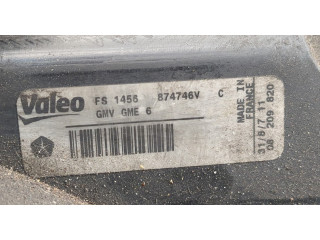 Valeo
FS 1456 874746V C
GMV GME 6
MADE IN
FRANCE
31/8/7 11
08 209 820